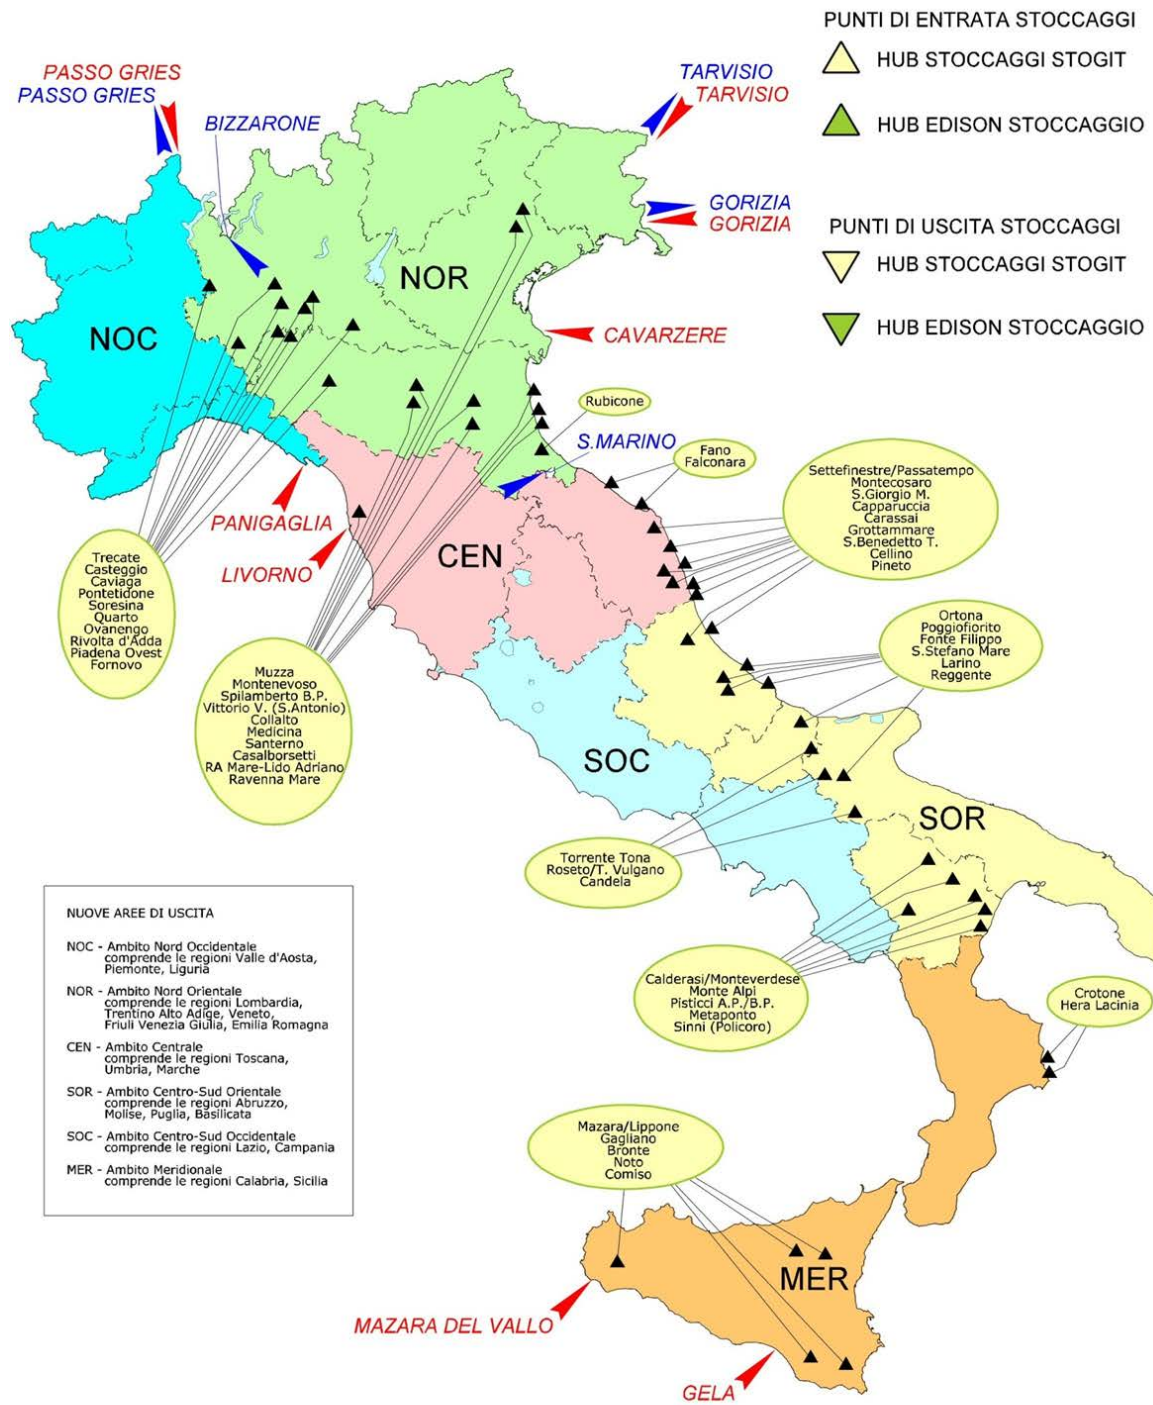 PUNTI DI ENTRATA STOCCAGGI
HUB STOCCAGGI STOGIT
HUB EDISON STOCCAGGIO
PUNTI DI USCITA STOCCAGGI
HUB STOCCAGGI STOGIT
HUB EDISON STOCCAGGIO
PASSO GRIES
PASSO GRIES
BIZZARONE
TARVISIO
TARVISIO
GORIZIA
GORIZIA
NOR
NOC
CAVARZERE
Rubicone
S.MARINO
Fano
Falconara
Settefinestre/Passatempo
Montecosaro
S.Giorgio M.
Capparuccia
Carassai
Grottammare
S.Benedetto T.
Cellino
Pineto
PANIGAGLIA
LIVORNO
CEN
Trecate
Casteggio
Caviaga
Pontetidone
Soresina
Quarto
Ovanengo
Rivolta d'Adda
Piadena Ovest
Fornovo
Muzza
Montenevoso
Spilamberto B.P.
Vittorio V. (S.Antonio)
Collalto
Medicina
Santerno
Casalborsetti
RA Mare-Lido Adriano
Ravenna Mare
Ortona
Poggiofiorito
Fonte Filippo
S.Stefano Mare
Larino
Reggente
SOC
SOR
Torrente Tona
Roseto/T. Vulgano
Candela
Calderasi/Monteverdese
Monte Alpi
Pisticci A.P./B.P.
Metaponto
Sinni (Policoro)
Crotone
Hera Lacinia
NUOVE AREE DI USCITA
NOC - Ambito Nord Occidentale
comprende le regioni Valle d'Aosta,
Piemonte, Liguria
NOR - Ambito Nord Orientale
comprende le regioni Lombardia,
Trentino Alto Adige, Veneto,
Friuli Venezia Giulia, Emilia Romagna
CEN - Ambito Centrale
comprende le regioni Toscana,
Umbria, Marche
SOR - Ambito Centro-Sud Orientale
comprende le regioni Abruzzo,
Molise, Puglia, Basilicata
SOC - Ambito Centro-Sud Occidentale
comprende le regioni Lazio, Campania
MER - Ambito Meridionale
comprende le regioni Calabria, Sicilia
Mazara/Lippone
Gagliano
Bronte
Noto
Comiso
MER
MAZARA DEL VALLO
GELA